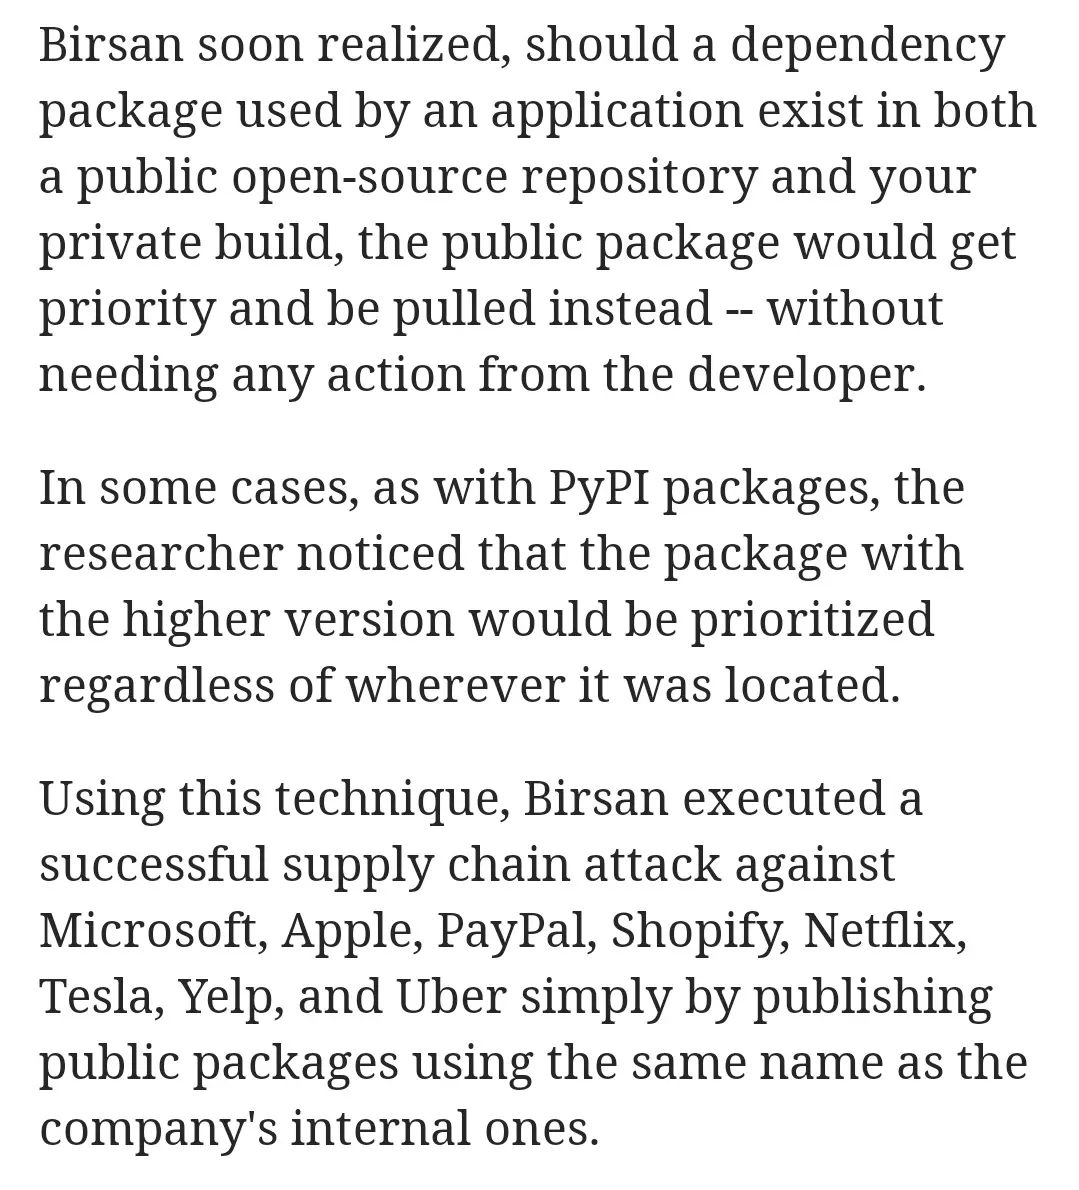 Birsan soon realized, should a dependency
package used by an application exist in both
a public open-source repository and your
private build, the public package would get
priority and be pulled instead -- without
needing any action from the developer.
In some cases, as with PyPI packages, the
researcher noticed that the package with
the higher version would be prioritized
regardless of wherever it was located.
Using this technique, Birsan executed a
successful supply chain attack against
Microsoft, Apple, PayPal, Shopify, Netflix,
Tesla, Yelp, and Uber simply by publishing
public packages using the same name as the
company's internal ones.